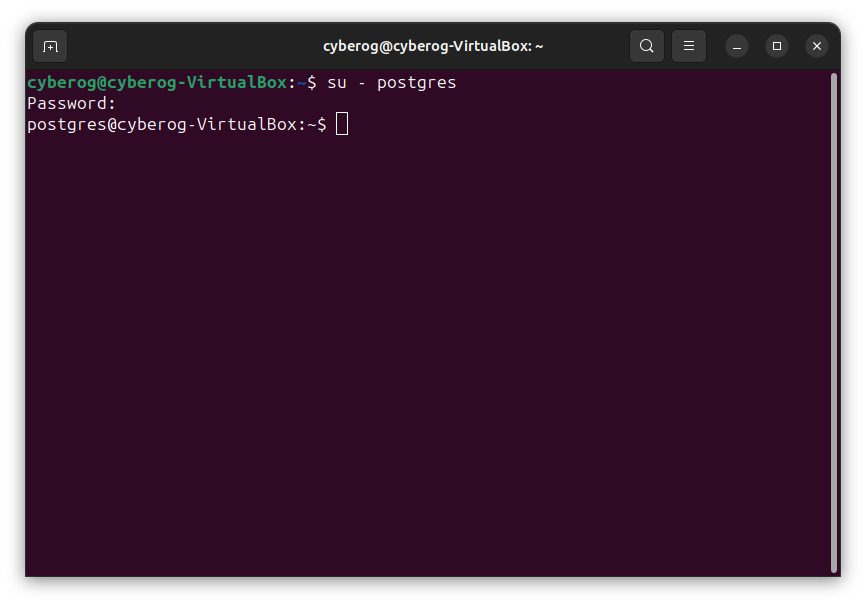 cyberog@cyberog-VirtualBox: ~
cyberog@cyberog-VirtualBox:~$ su - postgres
Password:
postgres@cyberog-VirtualBox:~$